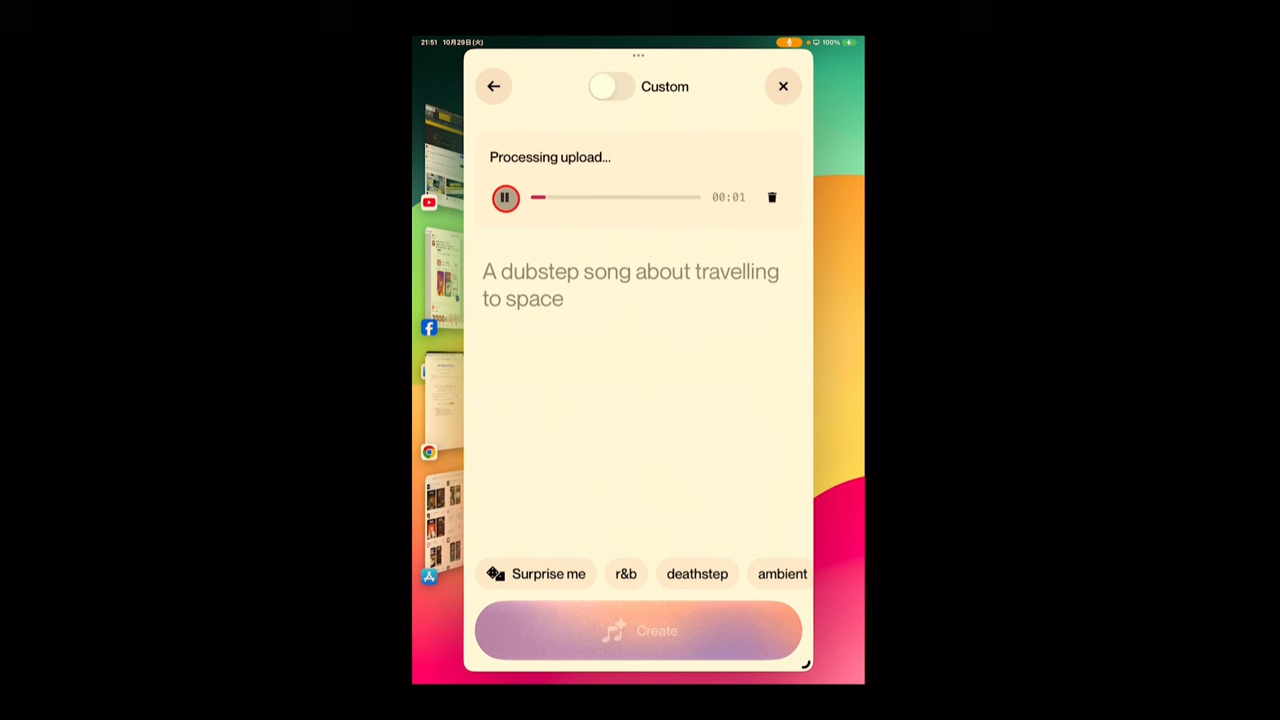 21:51 10月29日(火)
100%
Custom
Processing upload...
00:01
A dubstep song about travelling
to space
Surprise me
r&b
deathstep
ambient
Create